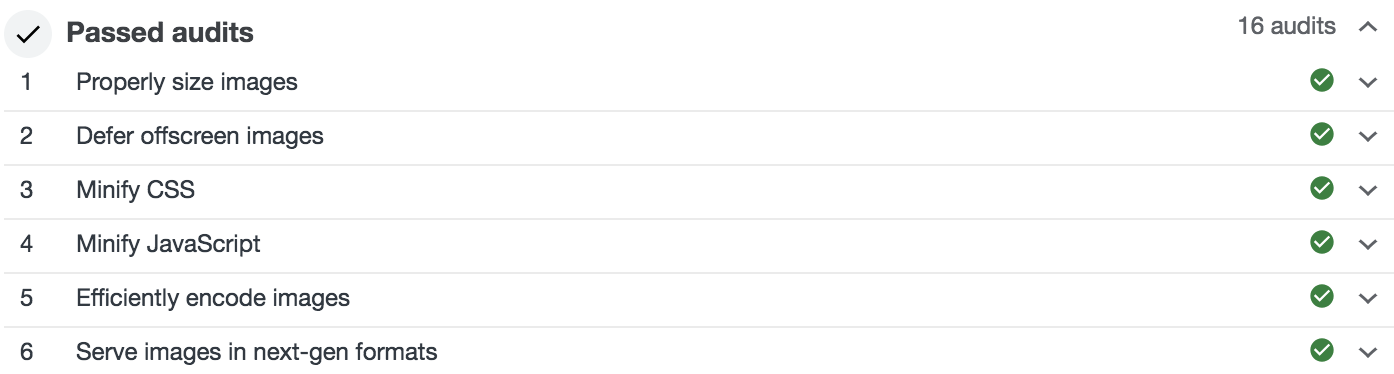 Passed audits 16 audits
1 Properly size images
2 Defer offscreen images
3 Minify CSS
4 Minify JavaScript
5 Efficiently encode images
6 Serve images in next-gen formats